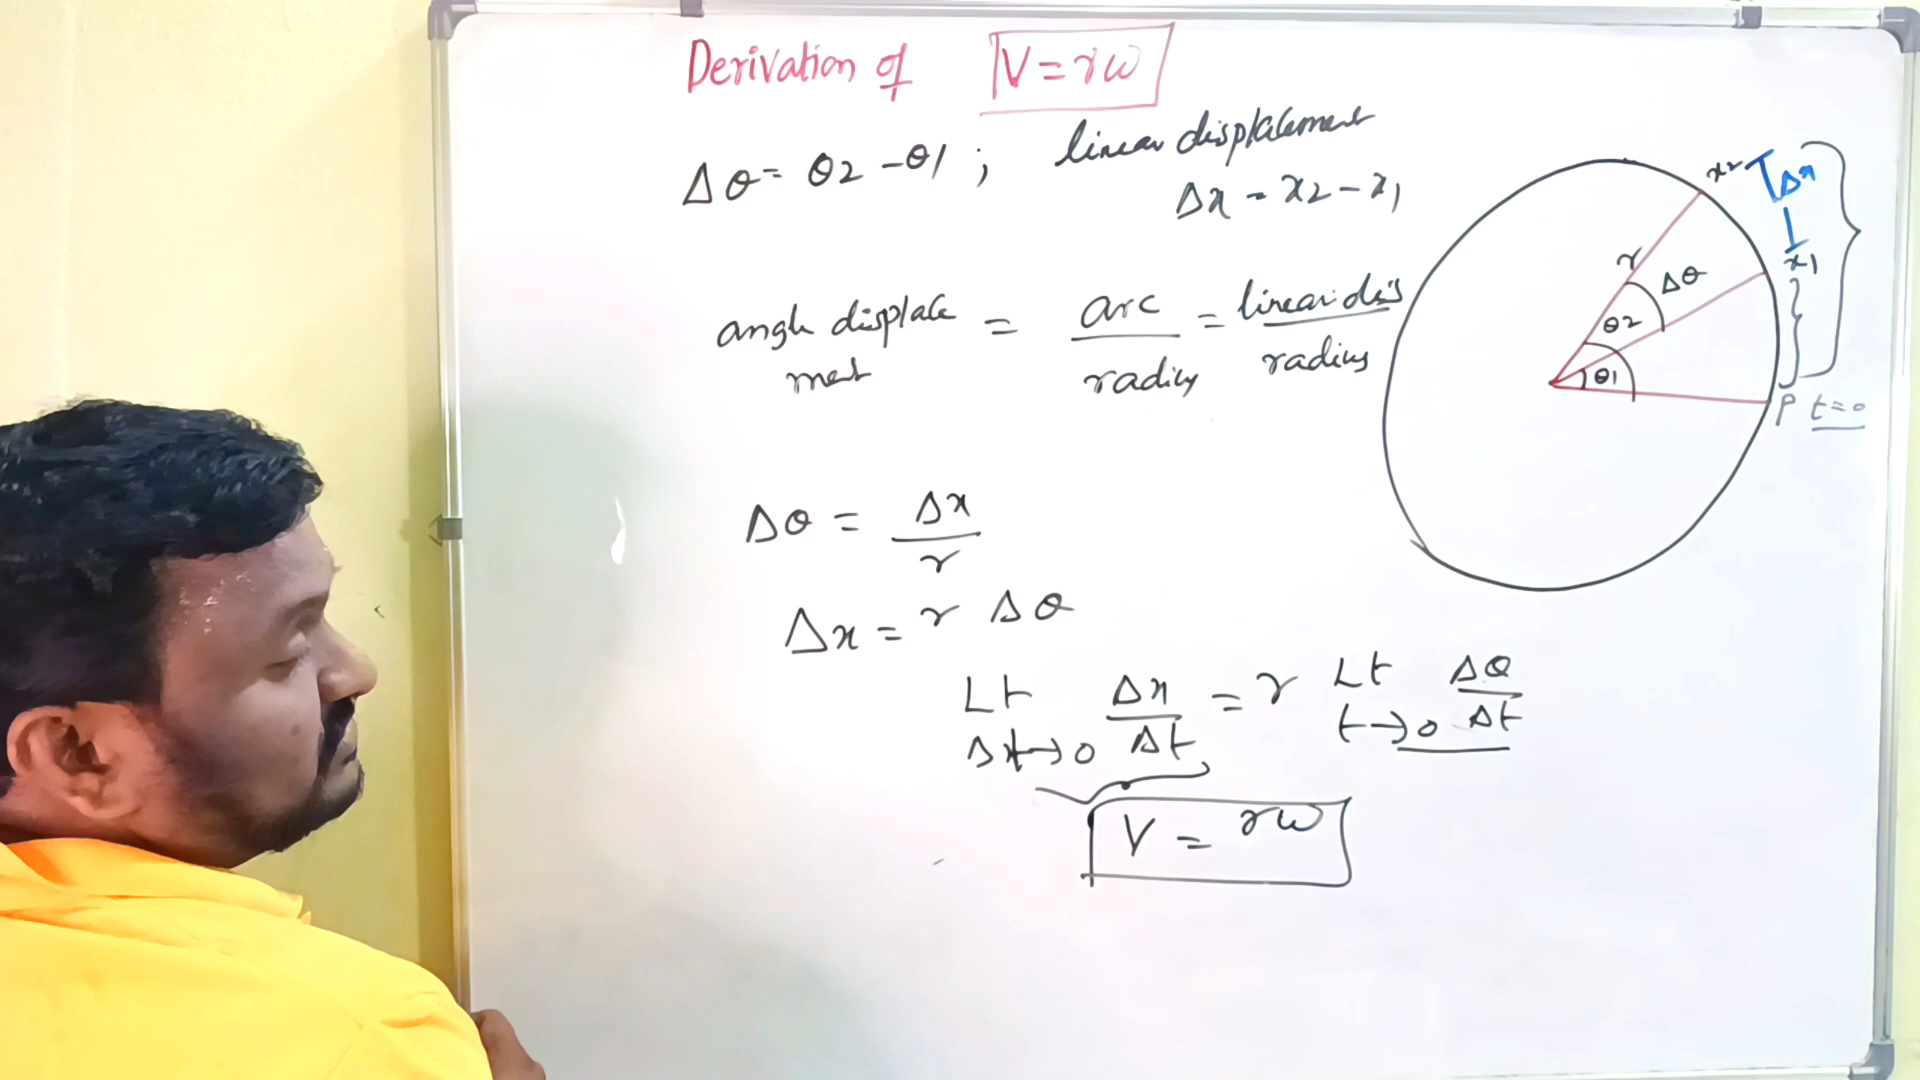 Derivation of V = rω
Δθ = θ2 - θ1 ; linear displacement
Δx = x2 - x1
angle displace = arc/radius = linear dis/radius
ment
Δθ = Δx/r
Δx = r Δθ
Lt Δt→0 Δx/Δt = r Lt t→0 Δθ/Δt
V = rω
x2
Δx
x1
r
Δθ
θ2
θ1
P t=0